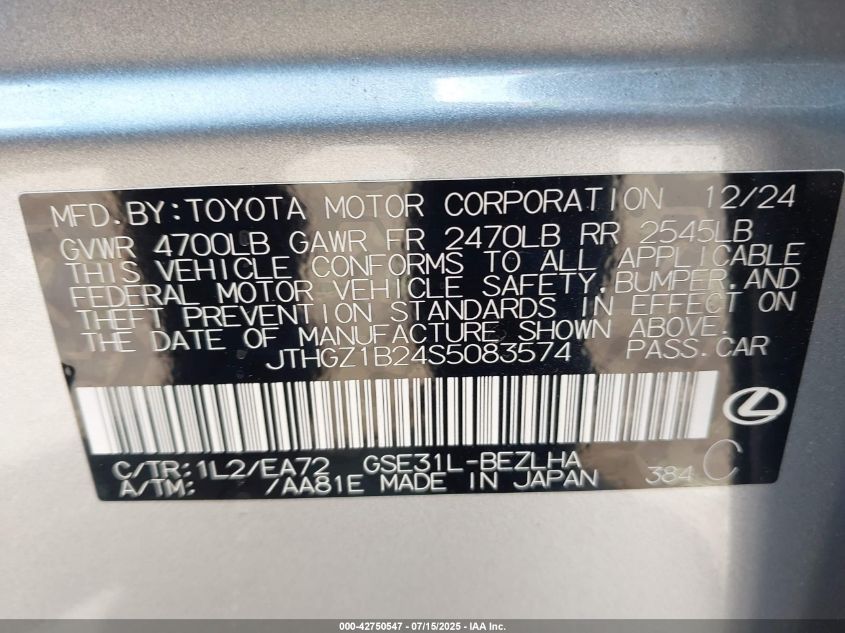 MFD.BY:TOYOTA MOTOR CORPORATION 12/24
GVWR 4700LB GAWR FR 2470LB RR 2545LB
THIS VEHICLE CONFORMS TO ALL APPLICABLE
FEDERAL MOTOR VEHICLE SAFETY,BUMPER,AND
THEFT PREVENTION STANDARDS IN EFFECT ON
THE DATE OF MANUFACTURE SHOWN ABOVE.
JTHGZ1B24S5083574 PASS.CAR
C/TR:1L2/EA72 GSE31L-BEZLHA
A/TM: /AA81E MADE IN JAPAN 384 C
000-42750547 - 07/15/2025 - IAA Inc.